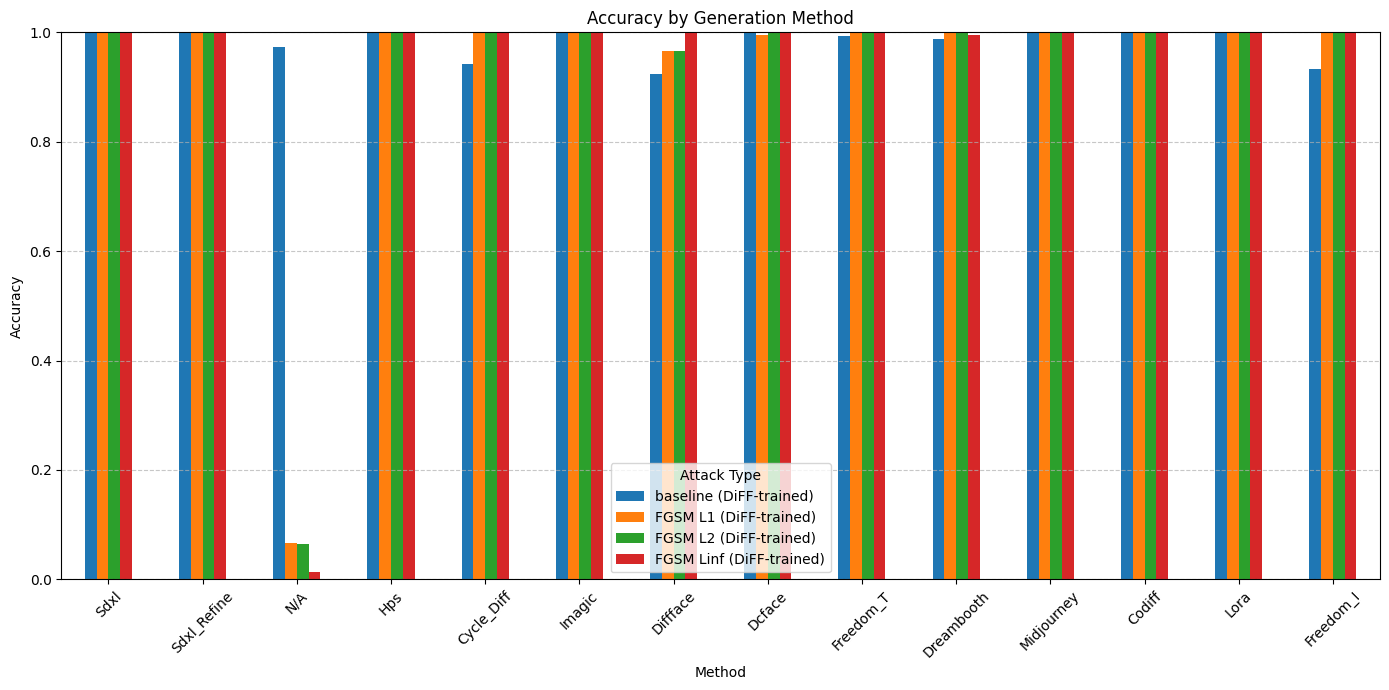 Accuracy by Generation Method
Accuracy
1.0
0.8
0.6
0.4
0.2
0.0
Attack Type
baseline (DiFF-trained)
FGSM L1 (DiFF-trained)
FGSM L2 (DiFF-trained)
FGSM Linf (DiFF-trained)
Sdxl
Sdxl_Refine
N/A
Hps
Cycle_Diff
Imagic
Diffface
Dcface
Freedom_T
Dreambooth
Midjourney
Codiff
Lora
Freedom_I
Method